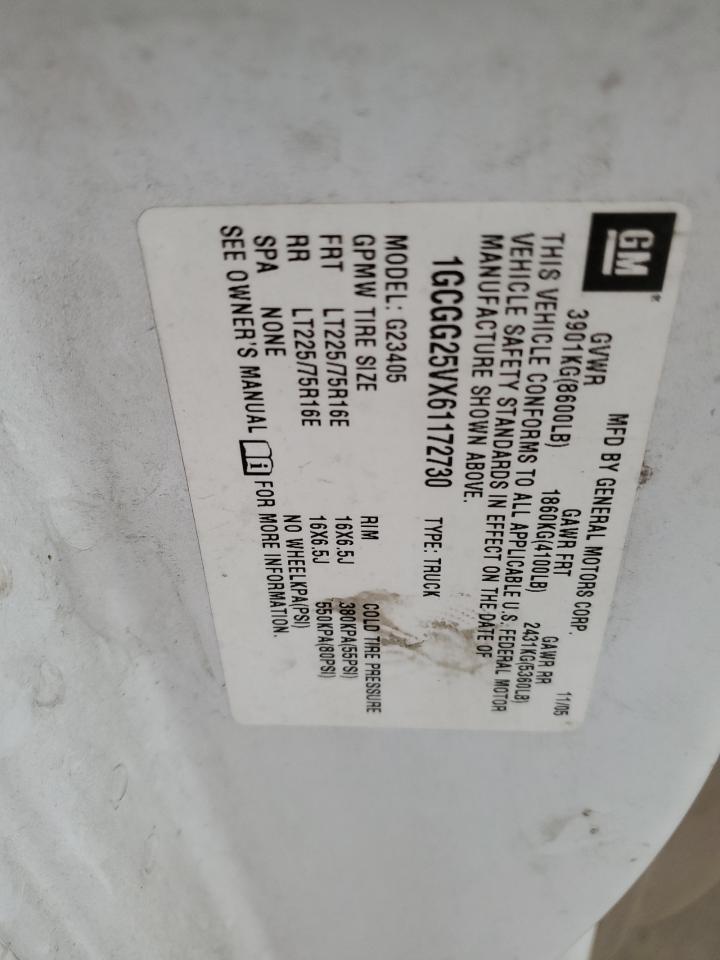 GM
®
MFD BY GENERAL MOTORS CORP.
11/05
GVWR GAWR FRT GAWR RR
3901KG(8600LB) 1860KG(4100LB) 2431KG(5360LB)
THIS VEHICLE CONFORMS TO ALL APPLICABLE U.S. FEDERAL MOTOR
VEHICLE SAFETY STANDARDS IN EFFECT ON THE DATE OF
MANUFACTURE SHOWN ABOVE.
1GCGG25VX61172730 TYPE: TRUCK
MODEL: G23405
GPMW TIRE SIZE RIM COLD TIRE PRESSURE
FRT LT225/75R16E 16X6.5J 380KPA(55PSI)
RR LT225/75R16E 16X6.5J 550KPA(80PSI)
SPA NONE NO WHEELKPA(PSI)
SEE OWNER'S MANUAL FOR MORE INFORMATION.